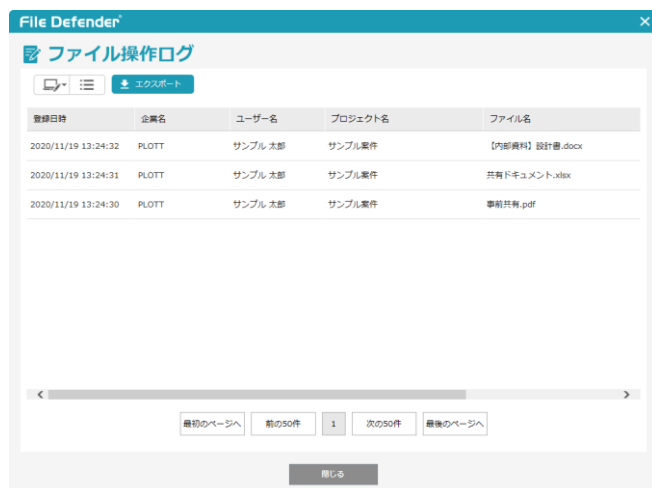 File Defender®
ファイル操作ログ
エクスポート
登録日時 企業名 ユーザー名 プロジェクト名 ファイル名
2020/11/19 13:24:32 PLOTT サンプル 太郎 サンプル案件 【内部資料】設計書.docx
2020/11/19 13:24:31 PLOTT サンプル 太郎 サンプル案件 共有ドキュメント.xlsx
2020/11/19 13:24:30 PLOTT サンプル 太郎 サンプル案件 事前共有.pdf
最初のページへ 前の50件 1 次の50件 最後のページへ
閉じる